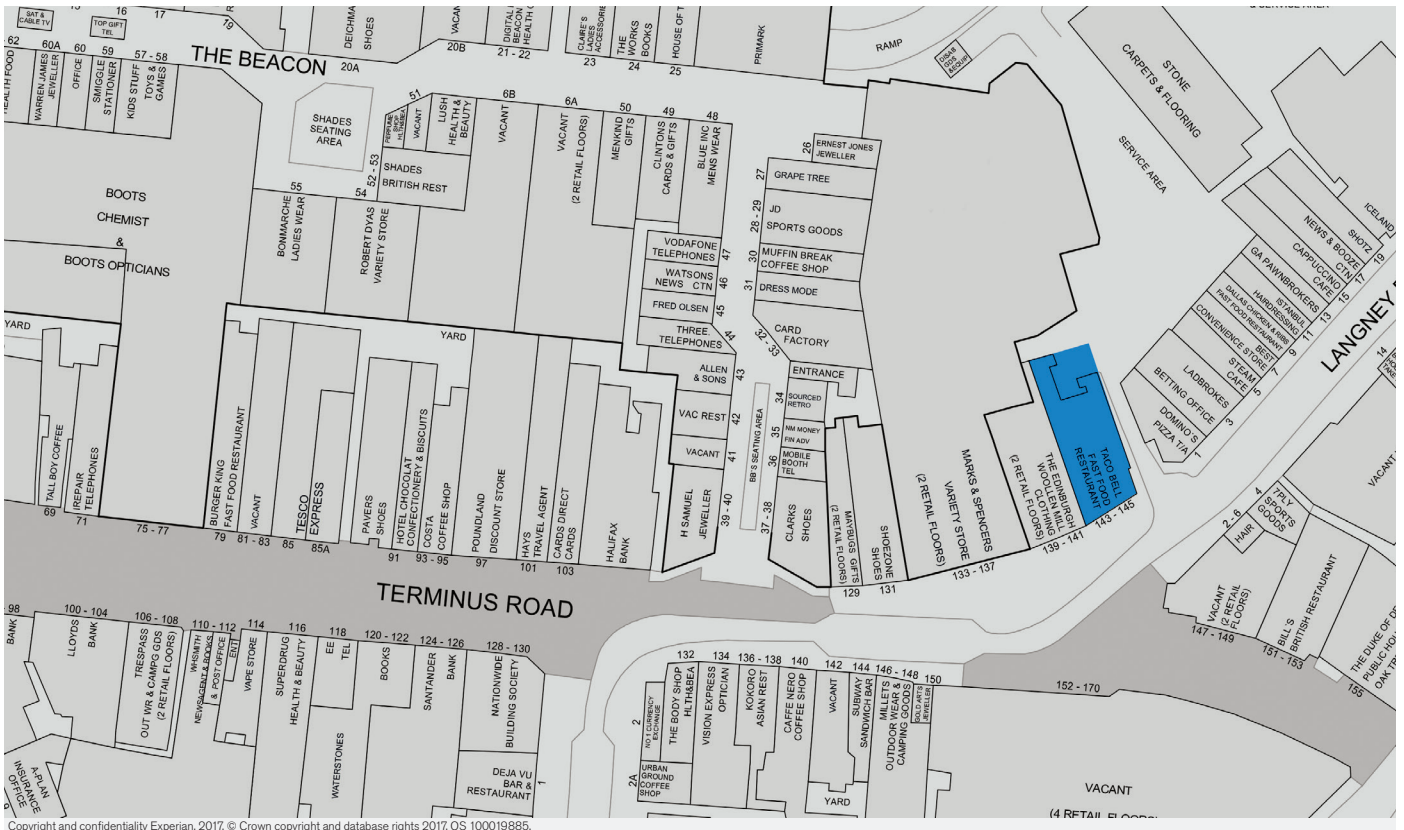 SAT &
CABLE TV
15
16
17
TOP GIFT
TEL
19
DEICHMANN
SHOES
VACANT
20B
DIGITAL
BEACON
HEALTH
21 - 22
CLAIRE'S
LADIES
ACCESSORIES
23
THE
WORKS
BOOKS
24
HOUSE OF
25
PRIMARK
RAMP
DISAB
GDS
&EQUIP
& SERVICE AREA
STONE
CARPETS & FLOORING
SERVICE AREA
62
HEALTH FOOD
60A
WARREN JAMES
JEWELLER
60
OFFICE
59
SMIGGLE
STATIONER
57 - 58
KIDS STUFF
TOYS &
GAMES
THE BEACON
20A
SHADES
SEATING
AREA
51
PERFUME
SHOP
HLTH&BEA
VACANT
LUSH
HEALTH &
BEAUTY
52 - 53
SHADES
BRITISH REST
54
55
BONMARCHE
LADIES WEAR
ROBERT DYAS
VARIETY STORE
6B
VACANT
6A
VACANT
(2 RETAIL FLOORS)
50
MENKIND
GIFTS
49
CLINTONS
CARDS & GIFTS
48
BLUE INC
MENS WEAR
26
ERNEST JONES
JEWELLER
27
GRAPE TREE
28 - 29
JD
SPORTS GOODS
30
MUFFIN BREAK
COFFEE SHOP
31
DRESS MODE
32 - 33
CARD
FACTORY
ENTRANCE
34
SOURCED
RETRO
35
NM MONEY
FIN ADV
36
MOBILE
BOOTH
TEL
37 - 38
CLARKS
SHOES
BB'S SEATING AREA
VODAFONE
TELEPHONES
47
WATSONS
NEWS CTN
46
FRED OLSEN
45
THREE.
TELEPHONES
44
ALLEN
& SONS
43
VAC REST
42
VACANT
41
H SAMUEL
JEWELLER
39 - 40
BOOTS
CHEMIST
&
BOOTS OPTICIANS
YARD
YARD
TALL BOY COFFEE
69
IREPAIR
TELEPHONES
71
75 - 77
BURGER KING
FAST FOOD RESTAURANT
79
VACANT
81 - 83
TESCO
EXPRESS
85
85A
PAVERS
SHOES
HOTEL CHOCOLAT
CONFECTIONERY & BISCUITS
91
COSTA
COFFEE SHOP
93 - 95
POUNDLAND
DISCOUNT STORE
97
HAYS
TRAVEL AGENT
101
CARDS DIRECT
CARDS
103
HALIFAX
BANK
MAYBUGS GIFTS
(2 RETAIL FLOORS)
129
SHOEZONE
SHOES
131
MARKS & SPENCERS
VARIETY STORE
(2 RETAIL FLOORS)
133 - 137
THE EDINBURGH
WOOLLEN MILL
CLOTHING
(2 RETAIL FLOORS)
139 - 141
TACO BELL
FAST FOOD
RESTAURANT
143 - 145
ICELAND
SHOTZ
19
NEWS & BOOZE
CTN
17
CAPPUCCINO
CAFE
15
GA PAWNBROKERS
13
ISTANBUL
HAIRDRESSING
11
DALLAS CHICKEN & RIBS
FAST FOOD RESTAURANT
9
BEST
CONVENIENCE STORE
7
STEAM
CAFE
5
LADBROKES
BETTING OFFICE
3
DOMINO'S
PIZZA T/A
1
LANGNEY
14
VACANT
4
7PLY
SPORTS
GOODS
2 - 6
HAIR
VACANT
(2 RETAIL
FLOORS)
147 - 149
BILL'S
BRITISH RESTAURANT
151 - 153
THE DUKE OF
PUBLIC
155
TERMINUS ROAD
98
BANK
100 - 104
LLOYDS
BANK
106 - 108
TRESPASS
OUT WR & CAMPG GDS
(2 RETAIL FLOORS)
110 - 112
WHSMITH
NEWSAGENT & BOOKS
& POST OFFICE
ENT
114
VAPE STORE
116
SUPERDRUG
HEALTH & BEAUTY
118
EE
TEL
120 - 122
BOOKS
WATERSTONES
124 - 126
SANTANDER
BANK
128 - 130
NATIONWIDE
BUILDING SOCIETY
DEJA VU
BAR &
RESTAURANT
1
A-PLAN
INSURANCE
OFFICE
9
2
NO 1 CURRENCY
EXCHANGE
2A
URBAN
GROUND
COFFEE
SHOP
132
THE BODY SHOP
HLTH&BEA
134
VISION EXPRESS
OPTICIAN
136 - 138
KOKORO
ASIAN REST
140
CAFFE NERO
COFFEE SHOP
142
VACANT
YARD
144
SUBWAY
SANDWICH BAR
146 - 148
MILLETS
OUTDOOR WEAR &
CAMPING GOODS
150
GOLD ARTS
JEWELLER
152 - 170
VACANT
(4 RETAIL FLOORS)
Copyright and confidentiality Experian, 2017. © Crown copyright and database rights 2017. OS 100019885.